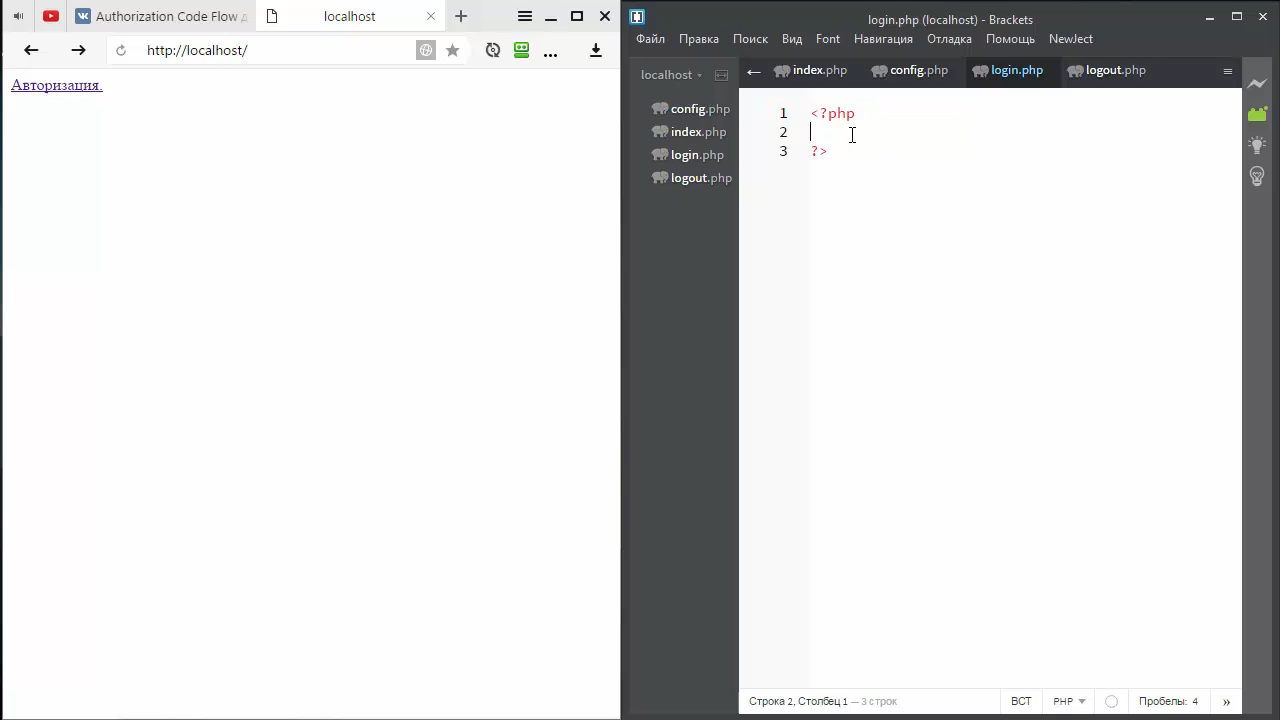 Authorization Code Flow д
localhost
http://localhost/
Авторизация.
login.php (localhost) - Brackets
Файл Правка Поиск Вид Font Навигация Отладка Помощь NewJect
localhost
config.php
index.php
login.php
logout.php
index.php config.php login.php logout.php
1 <?php
2
3 ?>
Строка 2, Столбец 1 — 3 строк ВСТ PHP Пробелы: 4 »